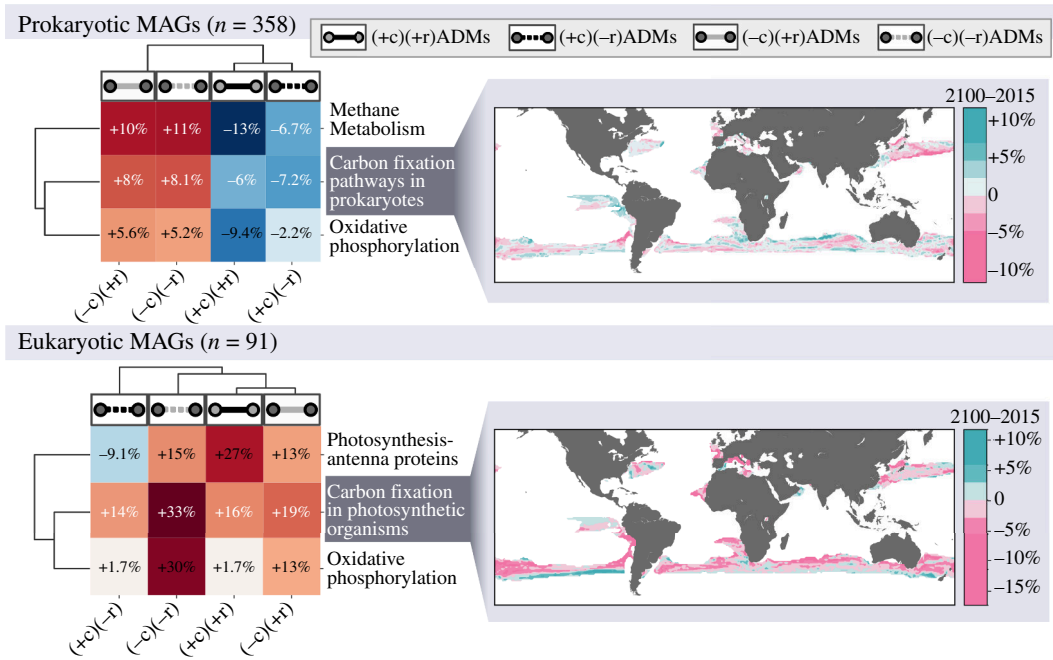 Prokaryotic MAGs (n = 358)
(+c)(+r)ADMs
(+c)(−r)ADMs
(−c)(+r)ADMs
(−c)(−r)ADMs
+10%
+11%
−13%
−6.7%
Methane
Metabolism
+8%
+8.1%
−6%
−7.2%
Carbon fixation
pathways in
prokaryotes
+5.6%
+5.2%
−9.4%
−2.2%
Oxidative
phosphorylation
(−c)(+r)
(−c)(−r)
(+c)(+r)
(+c)(−r)
2100–2015
+10%
+5%
0
−5%
−10%
Eukaryotic MAGs (n = 91)
−9.1%
+15%
+27%
+13%
Photosynthesis-
antenna proteins
+14%
+33%
+16%
+19%
Carbon fixation
in photosynthetic
organisms
+1.7%
+30%
+1.7%
+13%
Oxidative
phosphorylation
(+c)(−r)
(−c)(−r)
(+c)(+r)
(−c)(+r)
2100–2015
+10%
+5%
0
−5%
−10%
−15%